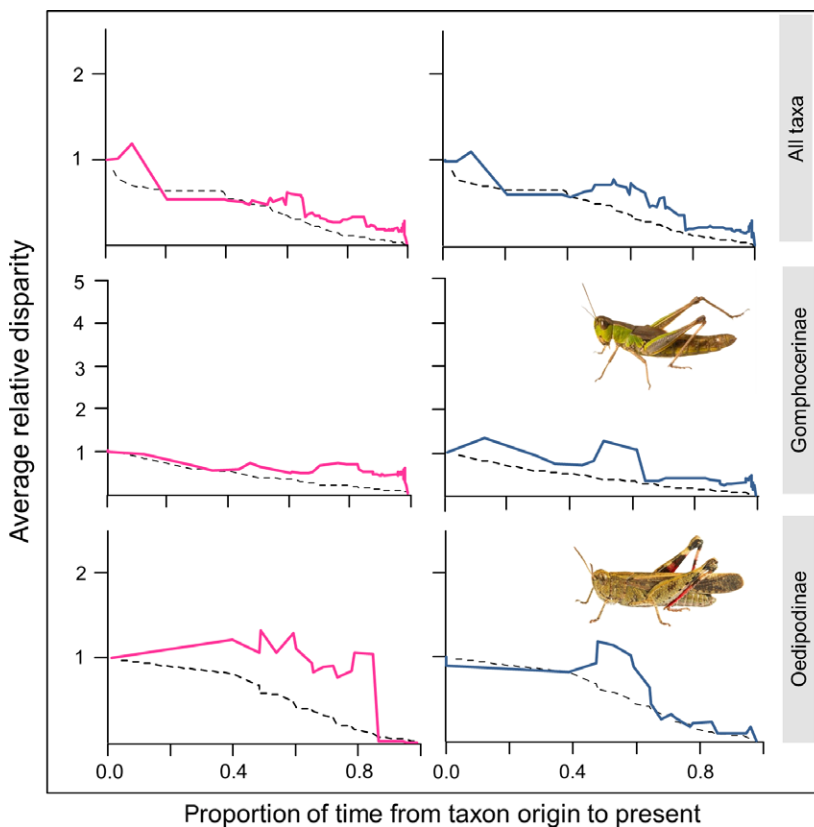 2
1
All taxa
5
4
3
2
1
Gomphocerinae
2
1
Oedipodinae
0.0 0.4 0.8 0.0 0.4 0.8
Average relative disparity
Proportion of time from taxon origin to present